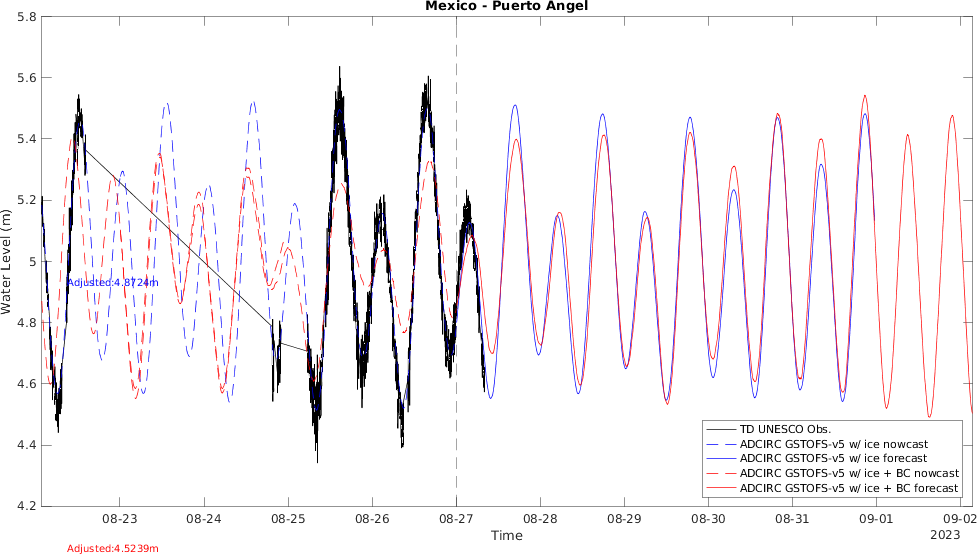 Mexico - Puerto Angel
5.8
5.6
5.4
5.2
5
4.8
4.6
4.4
4.2
Water Level (m)
Adjusted:4.8724m
TD UNESCO Obs.
ADCIRC GSTOFS-v5 w/ ice nowcast
ADCIRC GSTOFS-v5 w/ ice forecast
ADCIRC GSTOFS-v5 w/ ice + BC nowcast
ADCIRC GSTOFS-v5 w/ ice + BC forecast
08-23 08-24 08-25 08-26 08-27 08-28 08-29 08-30 08-31 09-01 09-02
2023
Time
Adjusted:4.5239m